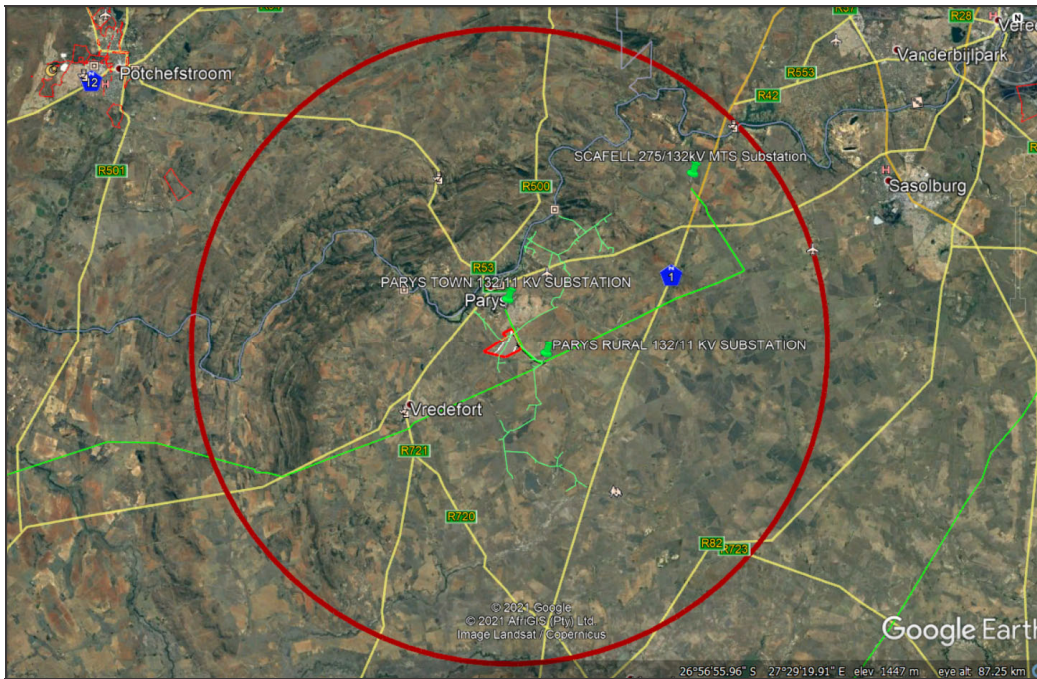 R28
Vanderbijlpark
R553
R42
Potchefstroom
12
R501
SCAFELL 275/132kV MTS Substation
R500
Sasolburg
R53
1
PARYS TOWN 132/11 KV SUBSTATION
Parys
PARYS RURAL 132/11 KV SUBSTATION
Vredefort
R721
R720
R82
R723
© 2021 Google
© 2021 AfriGIS (Pty) Ltd.
Image Landsat / Copernicus
Google Earth
26°56'55.96" S 27°29'19.91" E elev 1447 m eye alt 87.25 km